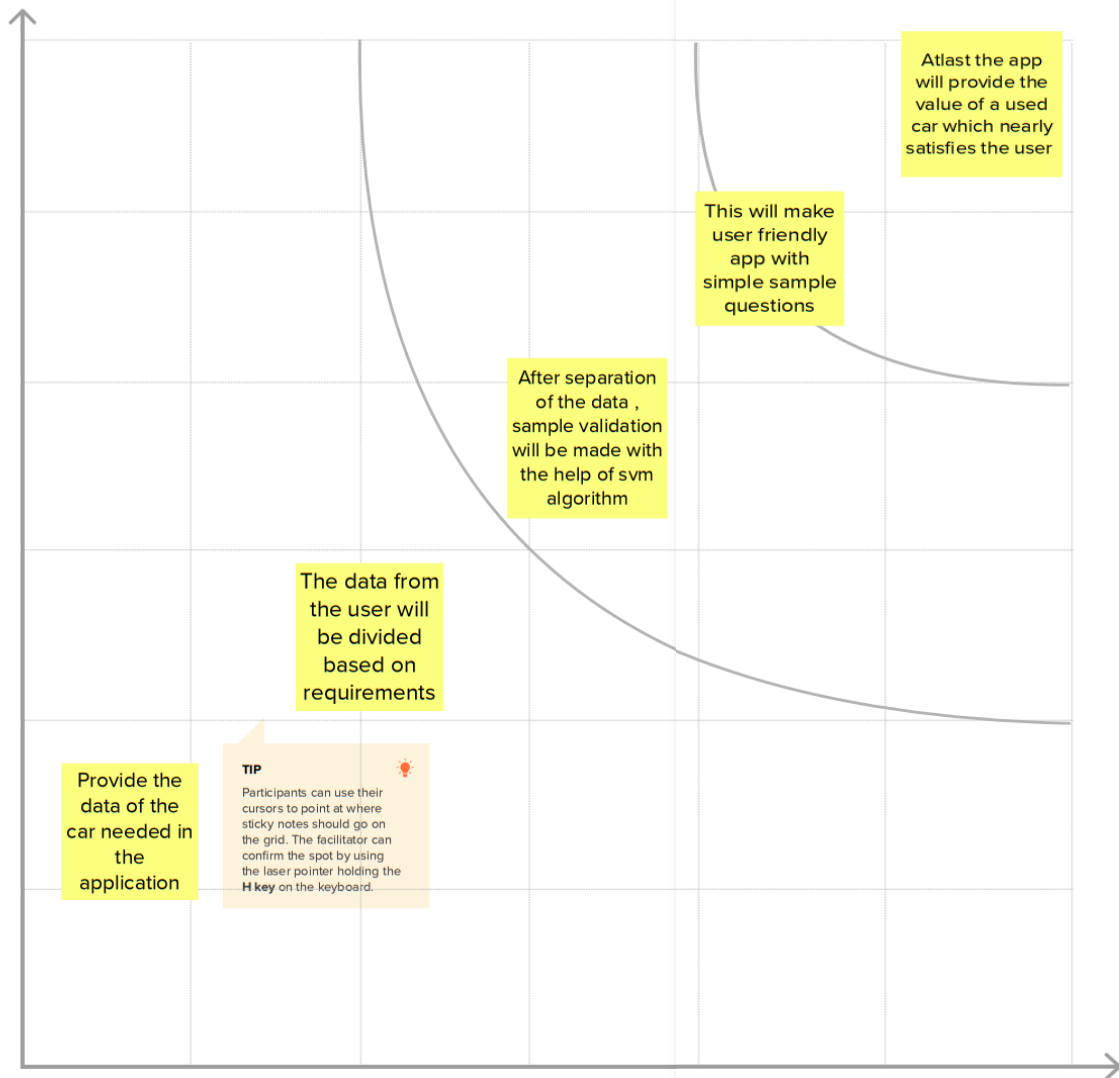 Atlast the app
will provide the
value of a used
car which nearly
satisfies the user
This will make
user friendly
app with
simple sample
questions
After separation
of the data ,
sample validation
will be made with
the help of svm
algorithm
The data from
the user will
be divided
based on
requirements
Provide the
data of the
car needed in
the
application
TIP
Participants can use their
cursors to point at where
sticky notes should go on
the grid. The facilitator can
confirm the spot by using
the laser pointer holding the
H key on the keyboard.